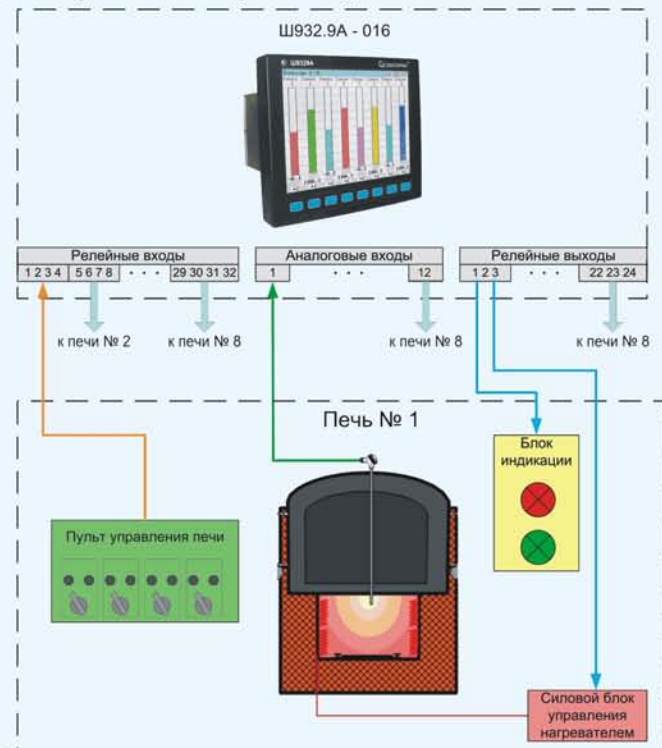 Ш932.9А - 016
Ш9329А
Релейные входы
1 2 3 4 5 6 7 8 · · · 29 30 31 32
Аналоговые входы
1 · · · 12
Релейные выходы
1 2 3 · · · 22 23 24
к печи № 2
к печи № 8
к печи № 8
к печи № 8
Печь № 1
Блок
индикации
Пульт управления печи
Силовой блок
управления
нагревателем